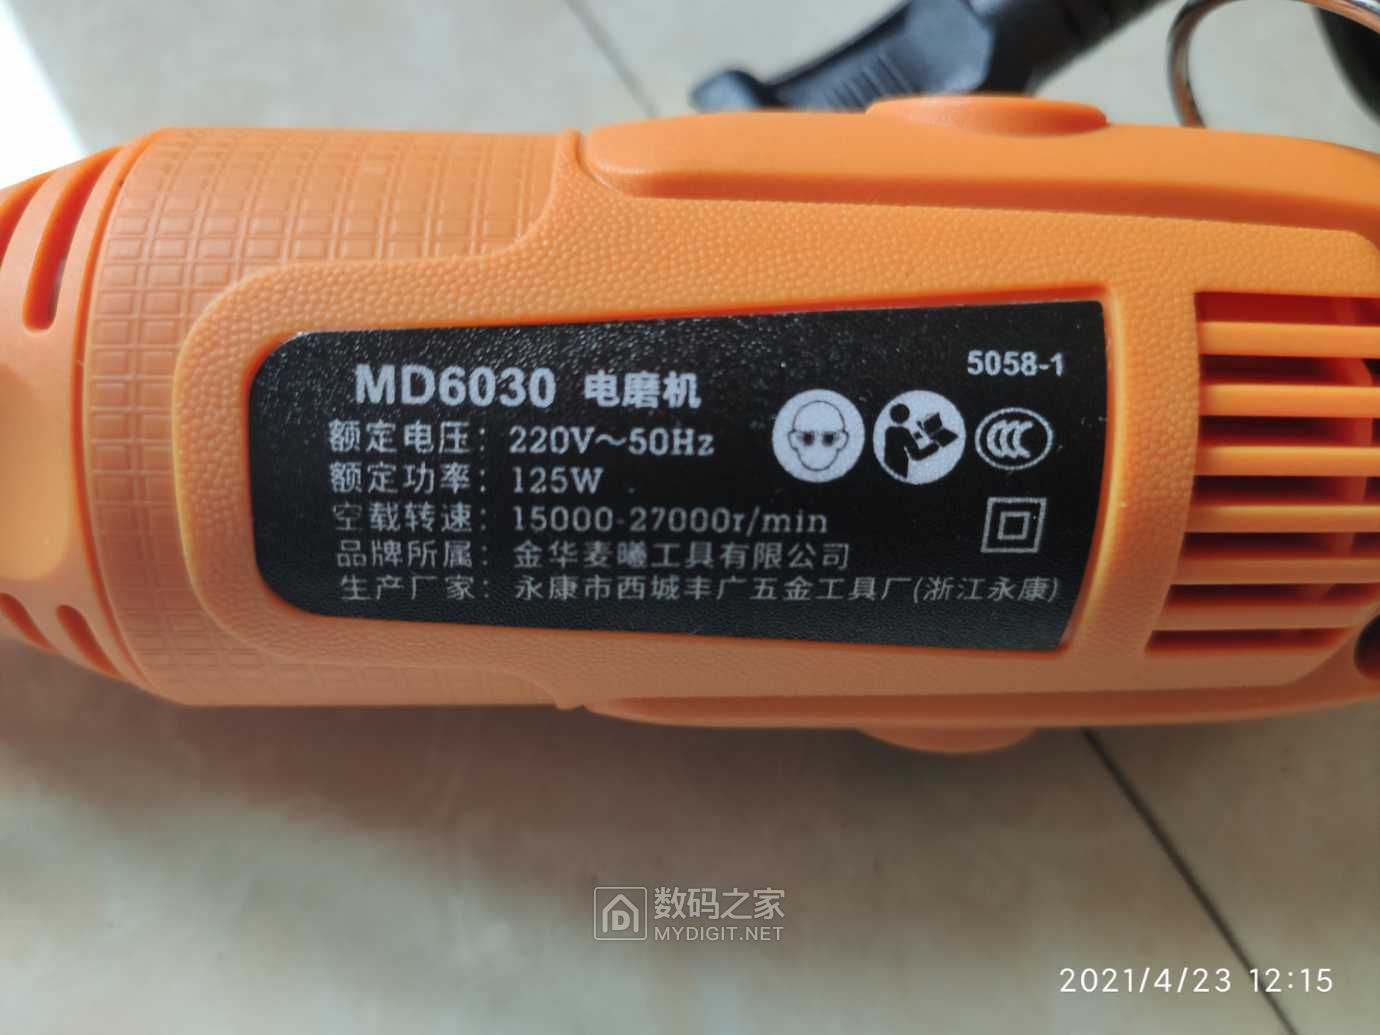 5058-1
MD6030 电磨机
额定电压：220V～50Hz
额定功率：125W
空载转速：15000-27000r/min
品牌所属：金华麦曦工具有限公司
生产厂家：永康市西城丰广五金工具厂(浙江永康)
CCC
数码之家
MYDIGIT.NET
2021/4/23 12:15